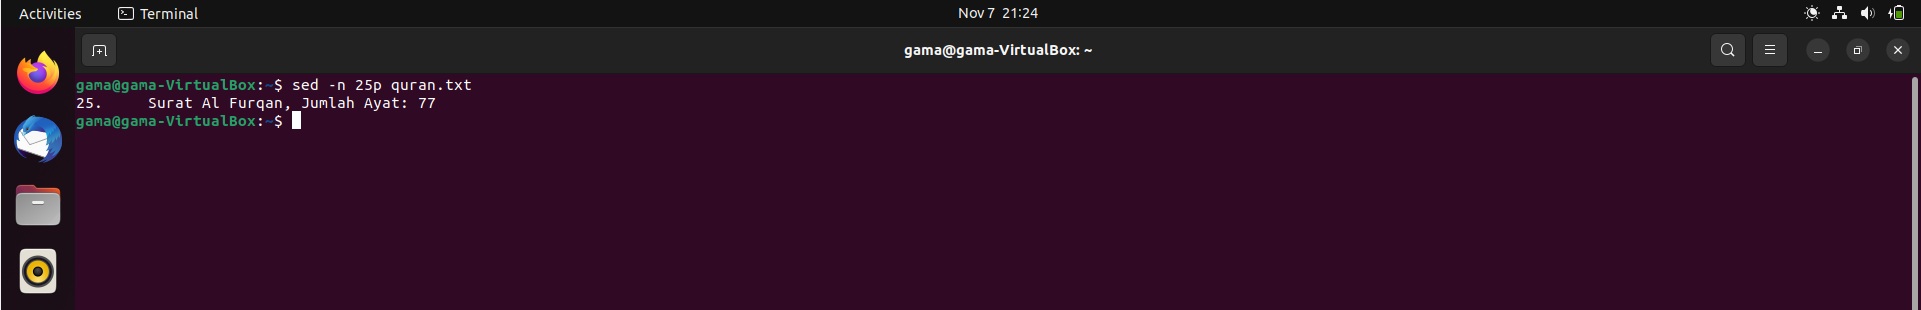 Activities Terminal Nov 7 21:24
gama@gama-VirtualBox: ~
gama@gama-VirtualBox:~$ sed -n 25p quran.txt
25.     Surat Al Furqan, Jumlah Ayat: 77
gama@gama-VirtualBox:~$